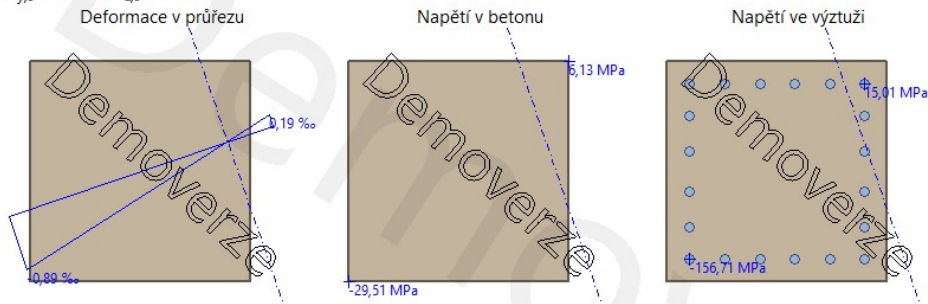 Deformace v průřezu
Napětí v betonu
Napětí ve výztuži
0,19 ‰
6,13 MPa
15,01 MPa
Demoverze
Demoverze
Demoverze
-0,89 ‰
-29,51 MPa
-156,71 MPa